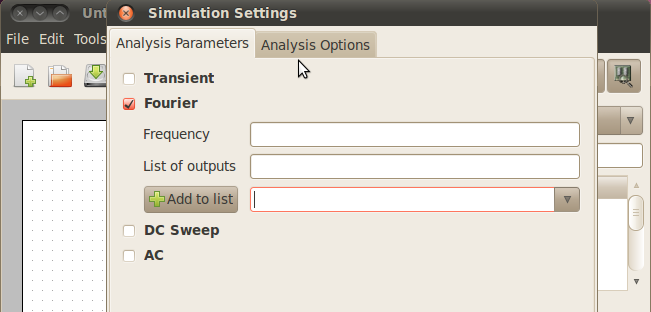 Unt
Simulation Settings
File Edit Tools
Analysis Parameters Analysis Options
Transient
Fourier
Frequency
List of outputs
Add to list
DC Sweep
AC